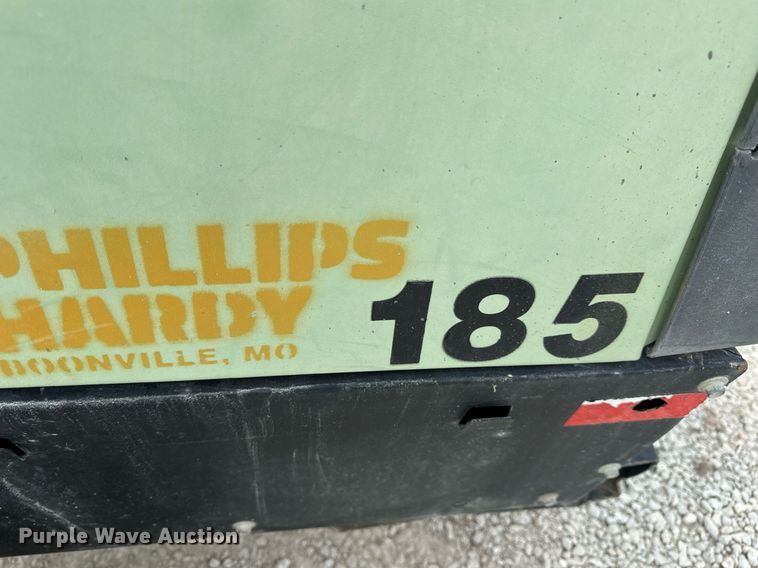 PHILLIPS
HARDY
BOONVILLE, MO
185
Purple Wave Auction®